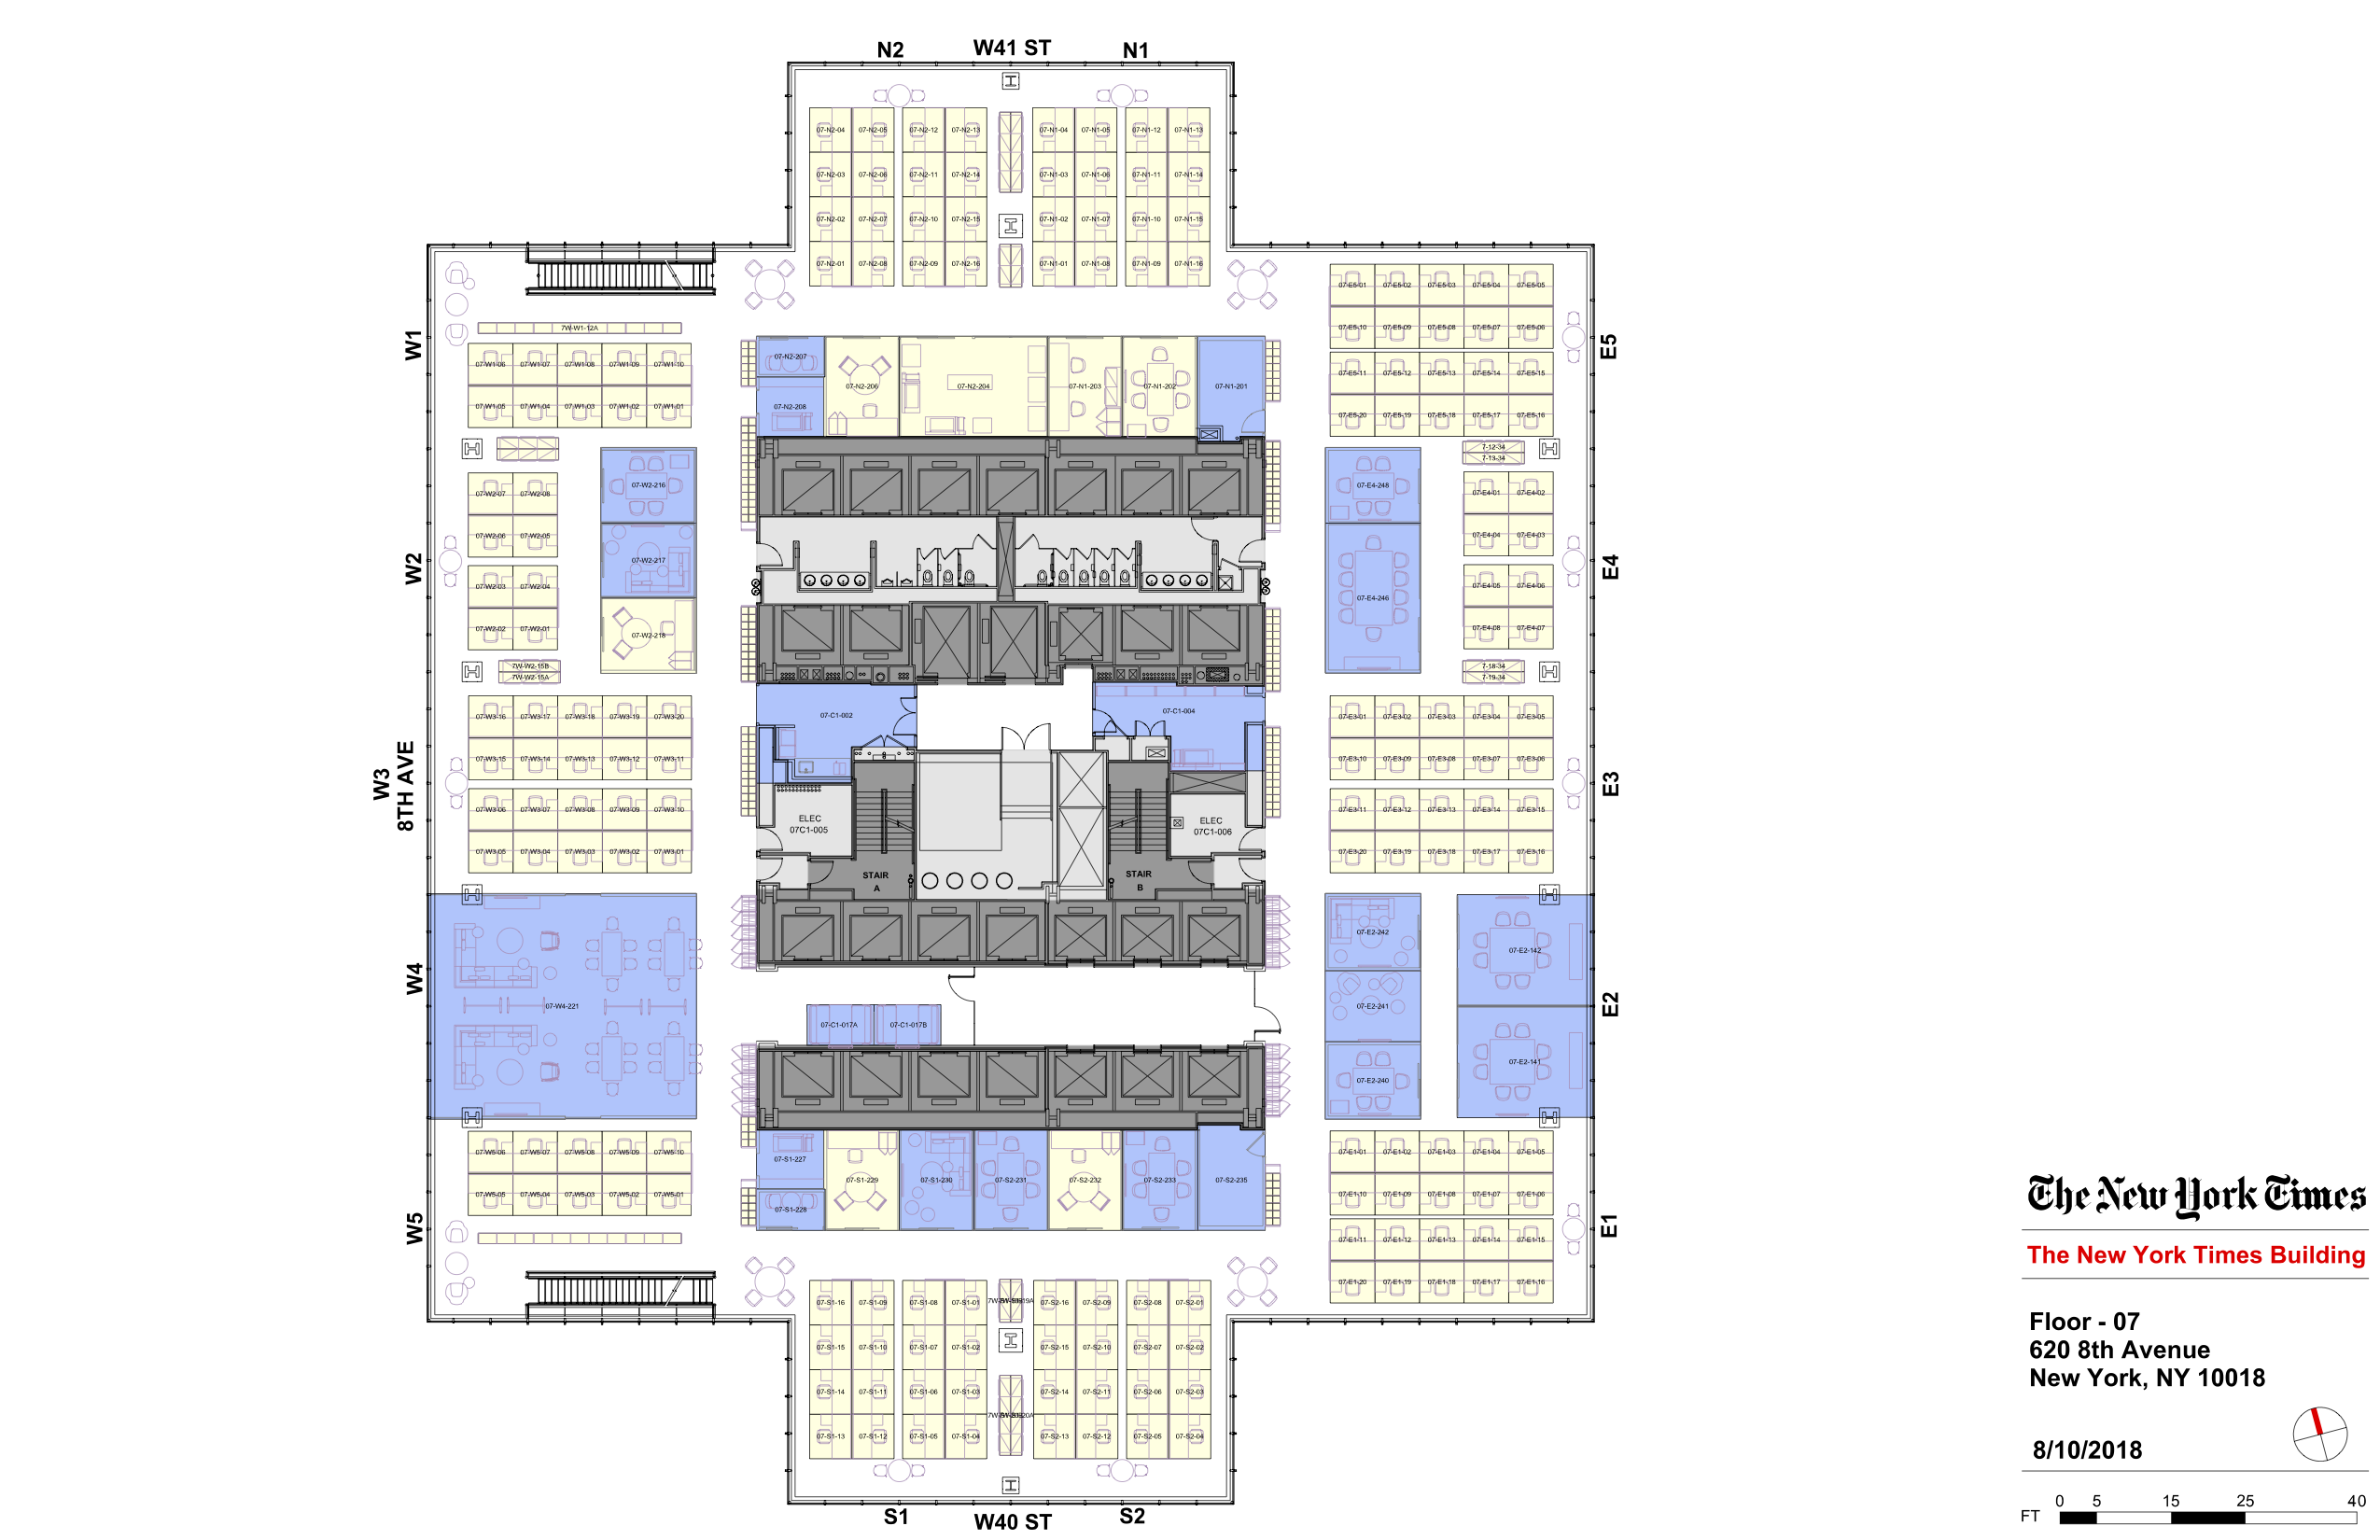 N2 W41 ST N1
07-N2-04 07-N2-05 07-N2-12 07-N2-13 07-N1-04 07-N1-05 07-N1-12 07-N1-13
07-N2-03 07-N2-06 07-N2-11 07-N2-14 07-N1-03 07-N1-06 07-N1-11 07-N1-14
07-N2-02 07-N2-07 07-N2-10 07-N2-15 07-N1-02 07-N1-07 07-N1-10 07-N1-15
07-N2-01 07-N2-08 07-N2-09 07-N2-16 07-N1-01 07-N1-08 07-N1-09 07-N1-16
W1
7W-W1-12A
07-W1-06 07-W1-07 07-W1-08 07-W1-09 07-W1-10
07-W1-05 07-W1-04 07-W1-03 07-W1-02 07-W1-01
07-N2-207
07-N2-208
07-N2-206
07-N2-204
07-N1-203
07-N1-202
07-N1-201
E5
07-E5-01 07-E5-02 07-E5-03 07-E5-04 07-E5-05
07-E5-10 07-E5-09 07-E5-08 07-E5-07 07-E5-06
07-E5-11 07-E5-12 07-E5-13 07-E5-14 07-E5-15
07-E5-20 07-E5-19 07-E5-18 07-E5-17 07-E5-16
7-12-34
7-13-34
W2
07-W2-07 07-W2-08
07-W2-06 07-W2-05
07-W2-03 07-W2-04
07-W2-02 07-W2-01
07-W2-216
07-W2-217
07-W2-218
7W-W2-15B
7W-W2-15A
E4
07-E4-248
07-E4-246
07-E4-01 07-E4-02
07-E4-04 07-E4-03
07-E4-05 07-E4-06
07-E4-08 07-E4-07
7-18-34
7-19-34
W3
8TH AVE
07-W3-16 07-W3-17 07-W3-18 07-W3-19 07-W3-20
07-W3-15 07-W3-14 07-W3-13 07-W3-12 07-W3-11
07-W3-06 07-W3-07 07-W3-08 07-W3-09 07-W3-10
07-W3-05 07-W3-04 07-W3-03 07-W3-02 07-W3-01
07-C1-002
07-C1-004
ELEC
07C1-005
ELEC
07C1-006
STAIR
A
STAIR
B
E3
07-E3-01 07-E3-02 07-E3-03 07-E3-04 07-E3-05
07-E3-10 07-E3-09 07-E3-08 07-E3-07 07-E3-06
07-E3-11 07-E3-12 07-E3-13 07-E3-14 07-E3-15
07-E3-20 07-E3-19 07-E3-18 07-E3-17 07-E3-16
W4
07-W4-221
07-C1-017A 07-C1-017B
E2
07-E2-242
07-E2-241
07-E2-240
07-E2-142
07-E2-141
W5
07-W5-06 07-W5-07 07-W5-08 07-W5-09 07-W5-10
07-W5-05 07-W5-04 07-W5-03 07-W5-02 07-W5-01
07-S1-227
07-S1-228
07-S1-229
07-S1-230
07-S2-231
07-S2-232
07-S2-233
07-S2-235
E1
07-E1-01 07-E1-02 07-E1-03 07-E1-04 07-E1-05
07-E1-10 07-E1-09 07-E1-08 07-E1-07 07-E1-06
07-E1-11 07-E1-12 07-E1-13 07-E1-14 07-E1-15
07-E1-20 07-E1-19 07-E1-18 07-E1-17 07-E1-16
07-S1-16 07-S1-09 07-S1-08 07-S1-01 07-S2-16 07-S2-09 07-S2-08 07-S2-01
07-S1-15 07-S1-10 07-S1-07 07-S1-02 07-S2-15 07-S2-10 07-S2-07 07-S2-02
07-S1-14 07-S1-11 07-S1-06 07-S1-03 07-S2-14 07-S2-11 07-S2-06 07-S2-03
07-S1-13 07-S1-12 07-S1-05 07-S1-04 07-S2-13 07-S2-12 07-S2-05 07-S2-04
S1 W40 ST S2
The New York Times
The New York Times Building
Floor - 07
620 8th Avenue
New York, NY 10018
8/10/2018
0 5 15 25 40
FT